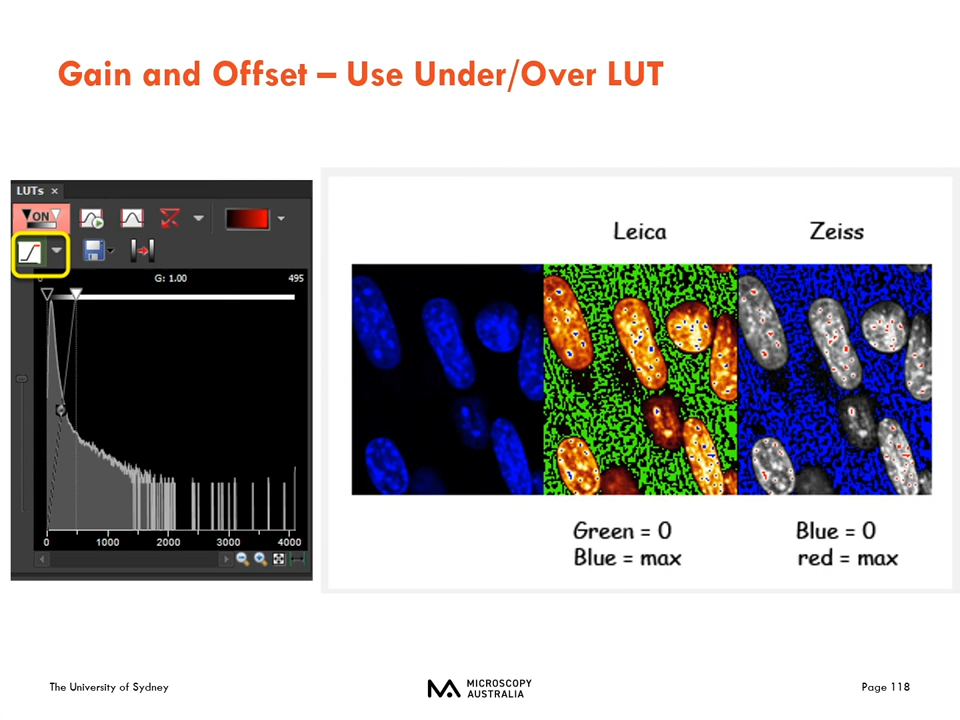 Gain and Offset – Use Under/Over LUT
LUTs ×
ON
G: 1.00 495
0 1000 2000 3000 4000
Leica Zeiss
Green = 0 Blue = 0
Blue = max red = max
The University of Sydney
MICROSCOPY
AUSTRALIA
Page 118